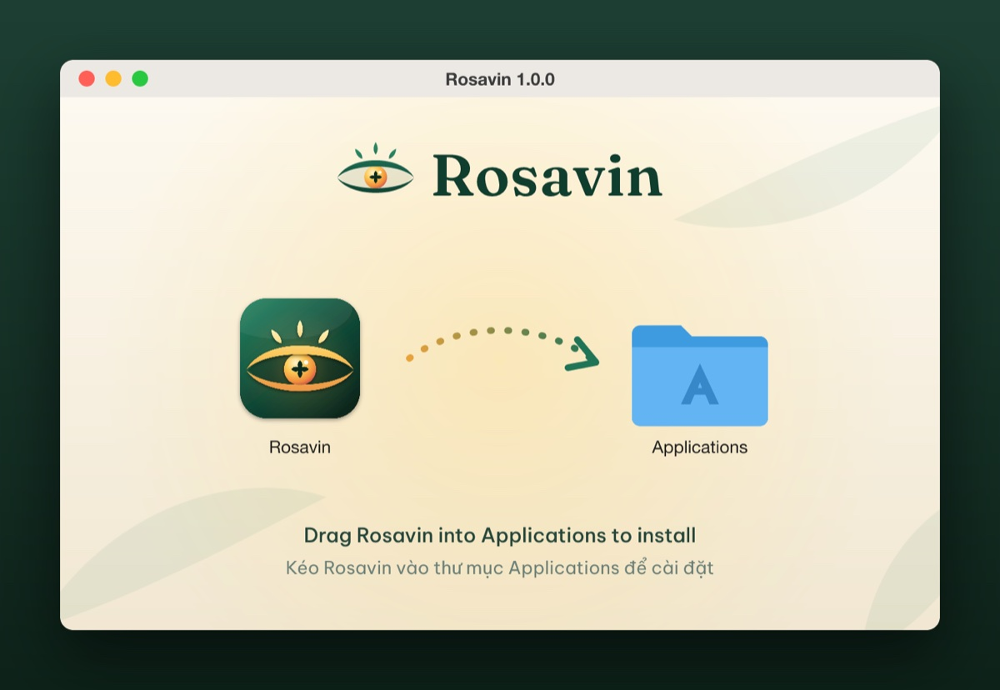 Rosavin 1.0.0
Rosavin
Rosavin
Applications
Drag Rosavin into Applications to install
Kéo Rosavin vào thư mục Applications để cài đặt